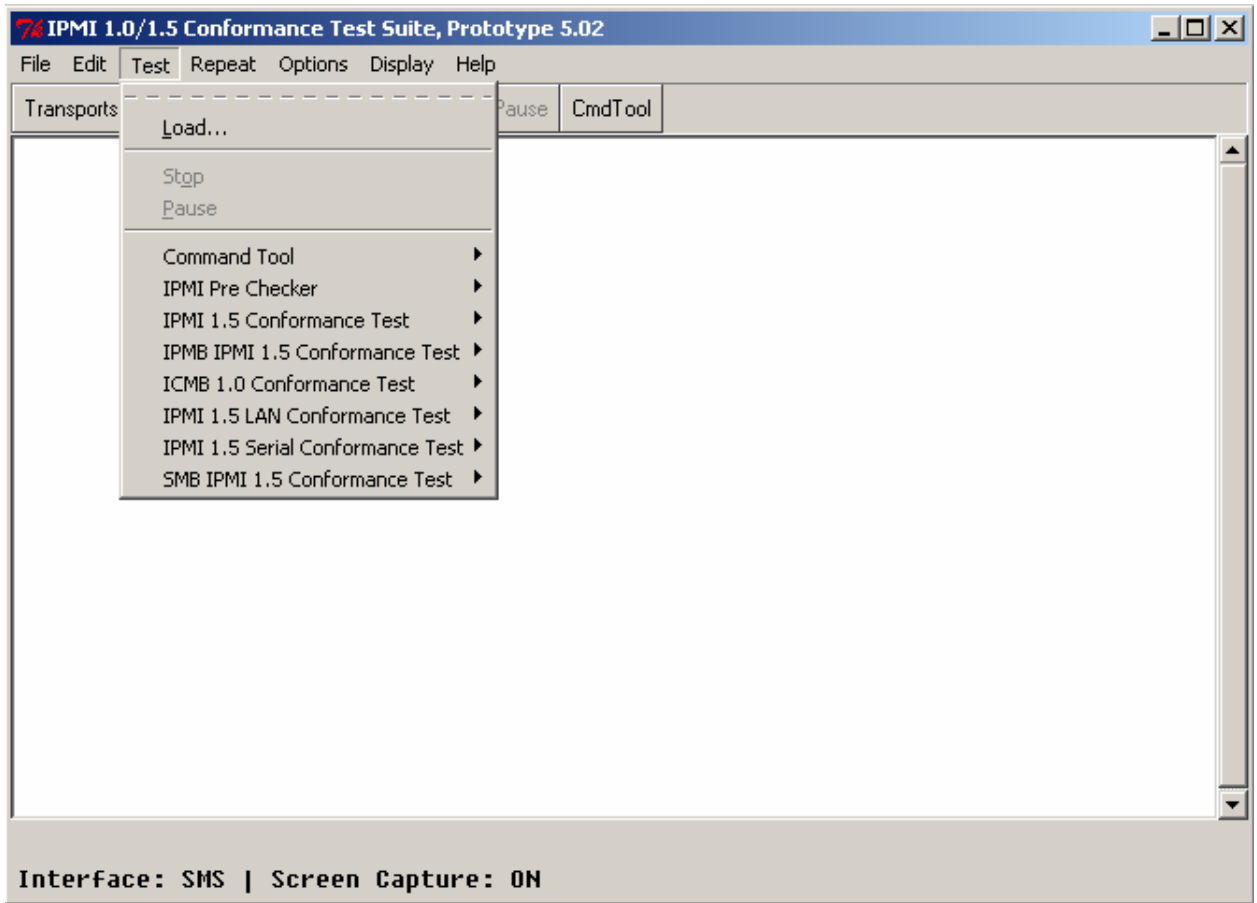 IPMI 1.0/1.5 Conformance Test Suite, Prototype 5.02
File Edit Test Repeat Options Display Help
Transports Pause CmdTool
Load...
Stop
Pause
Command Tool
IPMI Pre Checker
IPMI 1.5 Conformance Test
IPMB IPMI 1.5 Conformance Test
ICMB 1.0 Conformance Test
IPMI 1.5 LAN Conformance Test
IPMI 1.5 Serial Conformance Test
SMB IPMI 1.5 Conformance Test
Interface: SMS | Screen Capture: ON